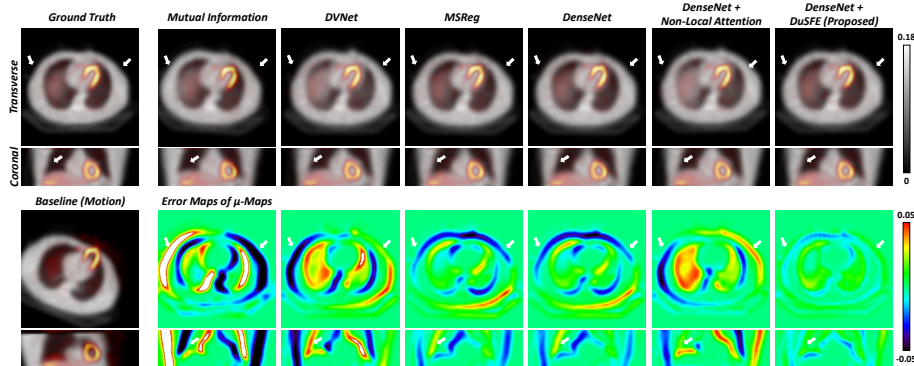 Ground Truth
Mutual Information
DVNet
MSReg
DenseNet
DenseNet +
Non-Local Attention
DenseNet +
DuSFE (Proposed)
Transverse
0.18
0
Coronal
Baseline (Motion)
Error Maps of μ-Maps
0.05
-0.05